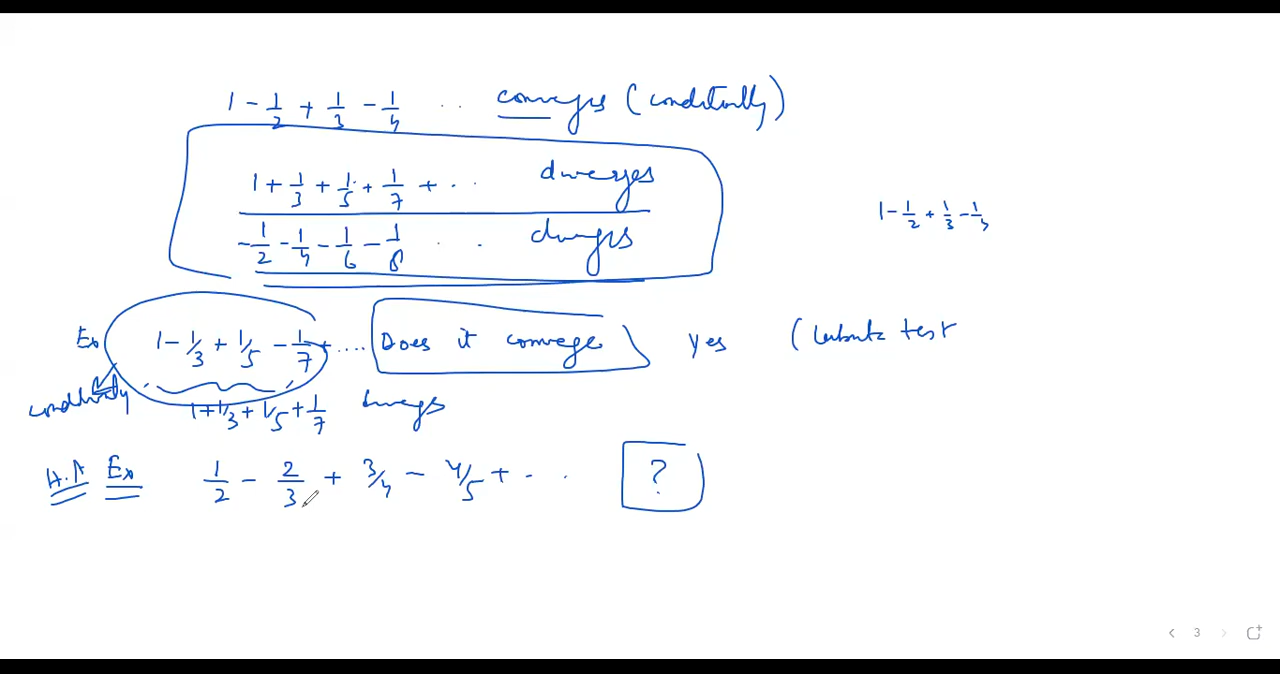 1 - 1/2 + 1/3 - 1/4 .. converges (conditionally)
1 + 1/3 + 1/5 + 1/7 + .. diverges
1 - 1/2 + 1/3 - 1/4
-1/2 - 1/4 - 1/6 - 1/8 . . diverges
Ex 1 - 1/3 + 1/5 - 1/7 + .... Does it converge yes (Leibnitz test
conditionally 1 + 1/3 + 1/5 + 1/7 diverges
H.A Ex 1/2 - 2/3 + 3/4 - 4/5 + - . . ?
3